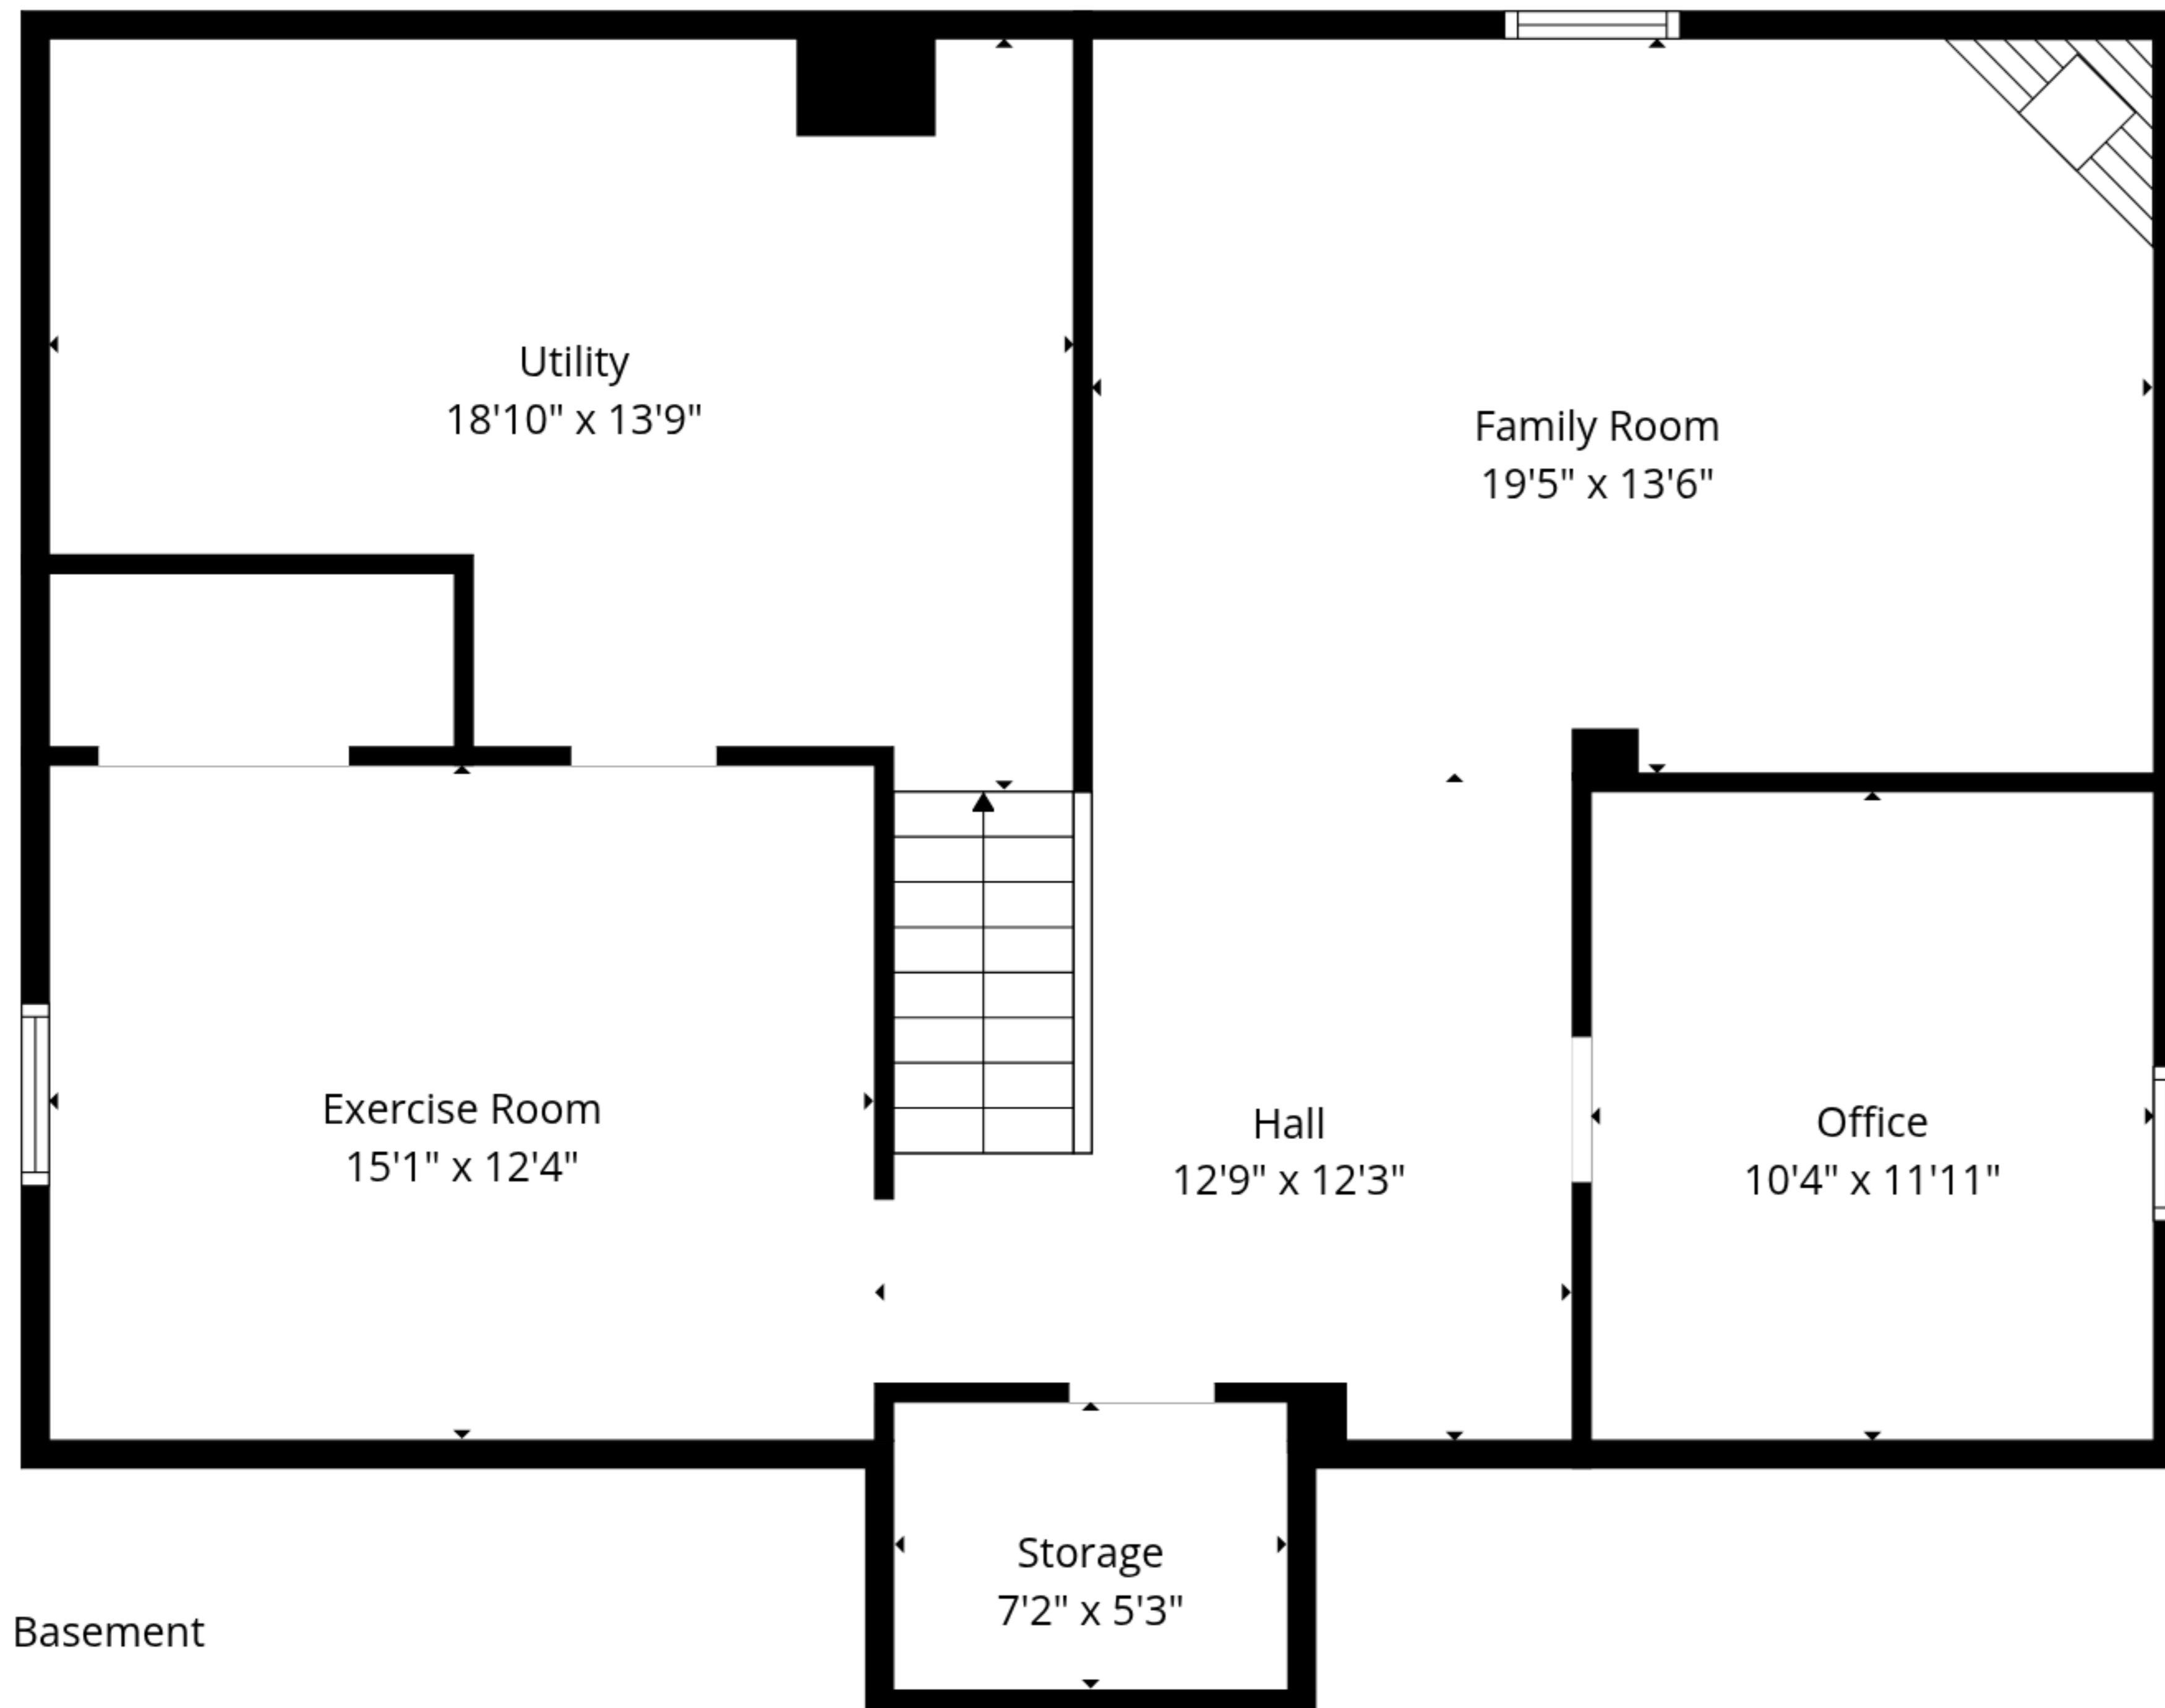 Utility
18'10" x 13'9"
Family Room
19'5" x 13'6"
Exercise Room
15'1" x 12'4"
Hall
12'9" x 12'3"
Office
10'4" x 11'11"
Storage
7'2" x 5'3"
Basement